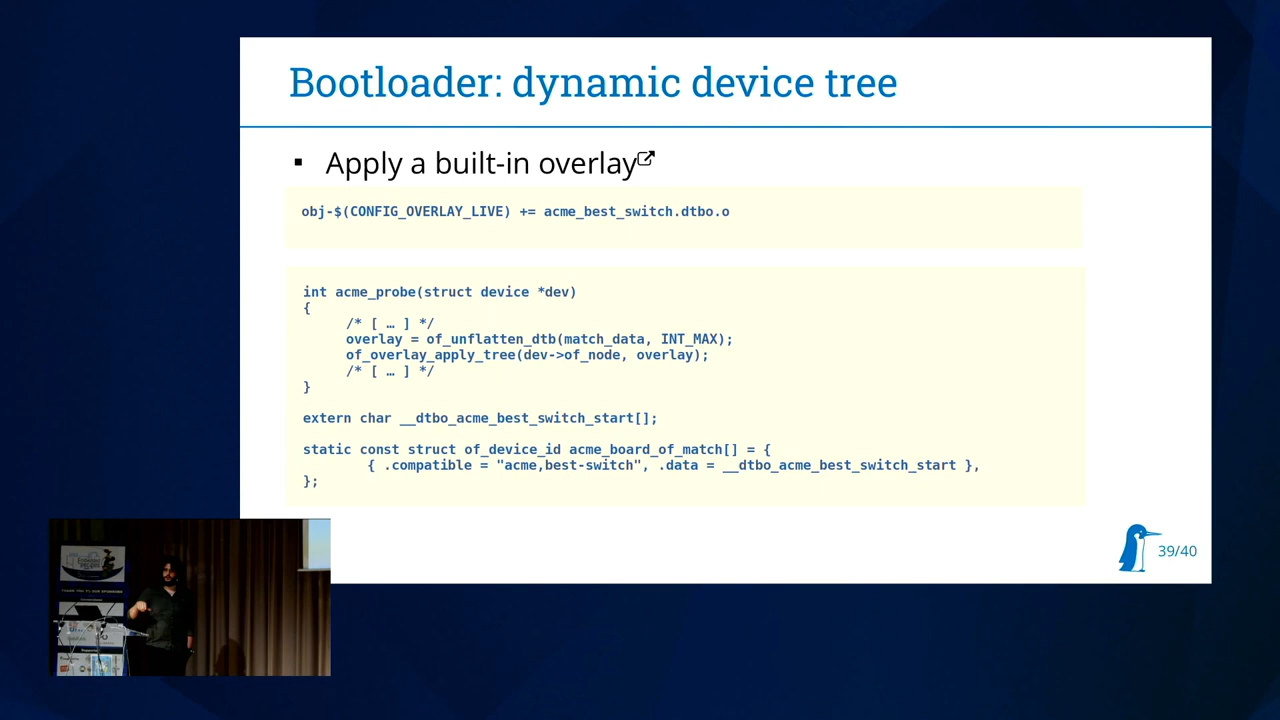 Bootloader: dynamic device tree
▪ Apply a built-in overlay
obj-$(CONFIG_OVERLAY_LIVE) += acme_best_switch.dtbo.o
int acme_probe(struct device *dev)
{
/* [ … ] */
overlay = of_unflatten_dtb(match_data, INT_MAX);
of_overlay_apply_tree(dev->of_node, overlay);
/* [ … ] */
}
extern char __dtbo_acme_best_switch_start[];
static const struct of_device_id acme_board_of_match[] = {
{ .compatible = "acme,best-switch", .data = __dtbo_acme_best_switch_start },
};
39/40